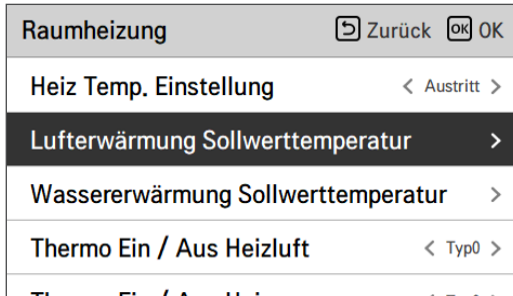 Raumheizung Zurück OK OK
Heiz Temp. Einstellung < Austritt >
Lufterwärmung Sollwerttemperatur >
Wassererwärmung Sollwerttemperatur >
Thermo Ein / Aus Heizluft < Typ0 >